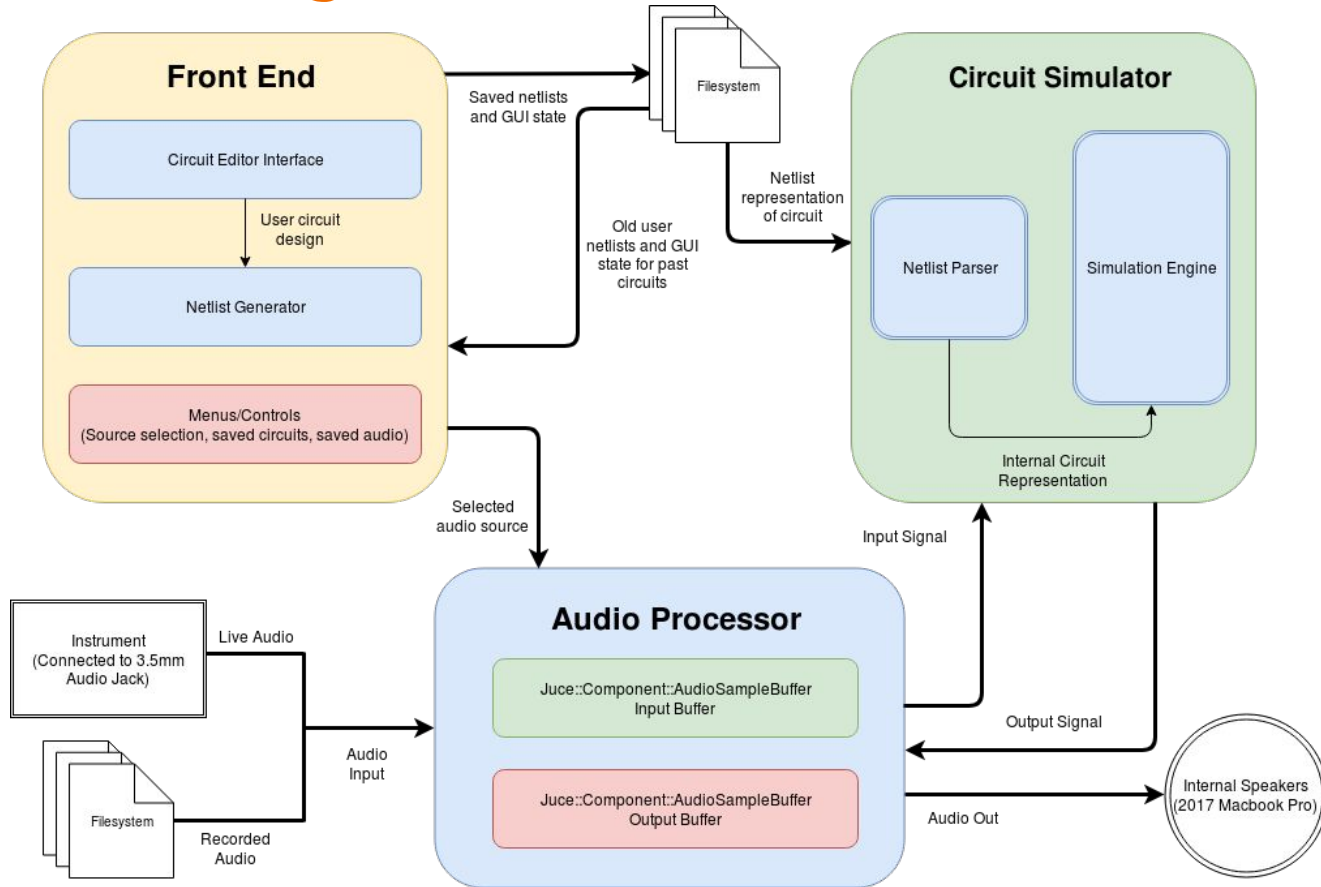 Front End
Circuit Editor Interface
User circuit
design
Netlist Generator
Menus/Controls
(Source selection, saved circuits, saved audio)
Saved netlists
and GUI state
Filesystem
Old user
netlists and GUI
state for past
circuits
Netlist
representation
of circuit
Circuit Simulator
Netlist Parser
Simulation Engine
Internal Circuit
Representation
Selected
audio source
Input Signal
Output Signal
Instrument
(Connected to 3.5mm
Audio Jack)
Live Audio
Filesystem
Recorded
Audio
Audio
Input
Audio Processor
Juce::Component::AudioSampleBuffer
Input Buffer
Juce::Component::AudioSampleBuffer
Output Buffer
Audio Out
Internal Speakers
(2017 Macbook Pro)